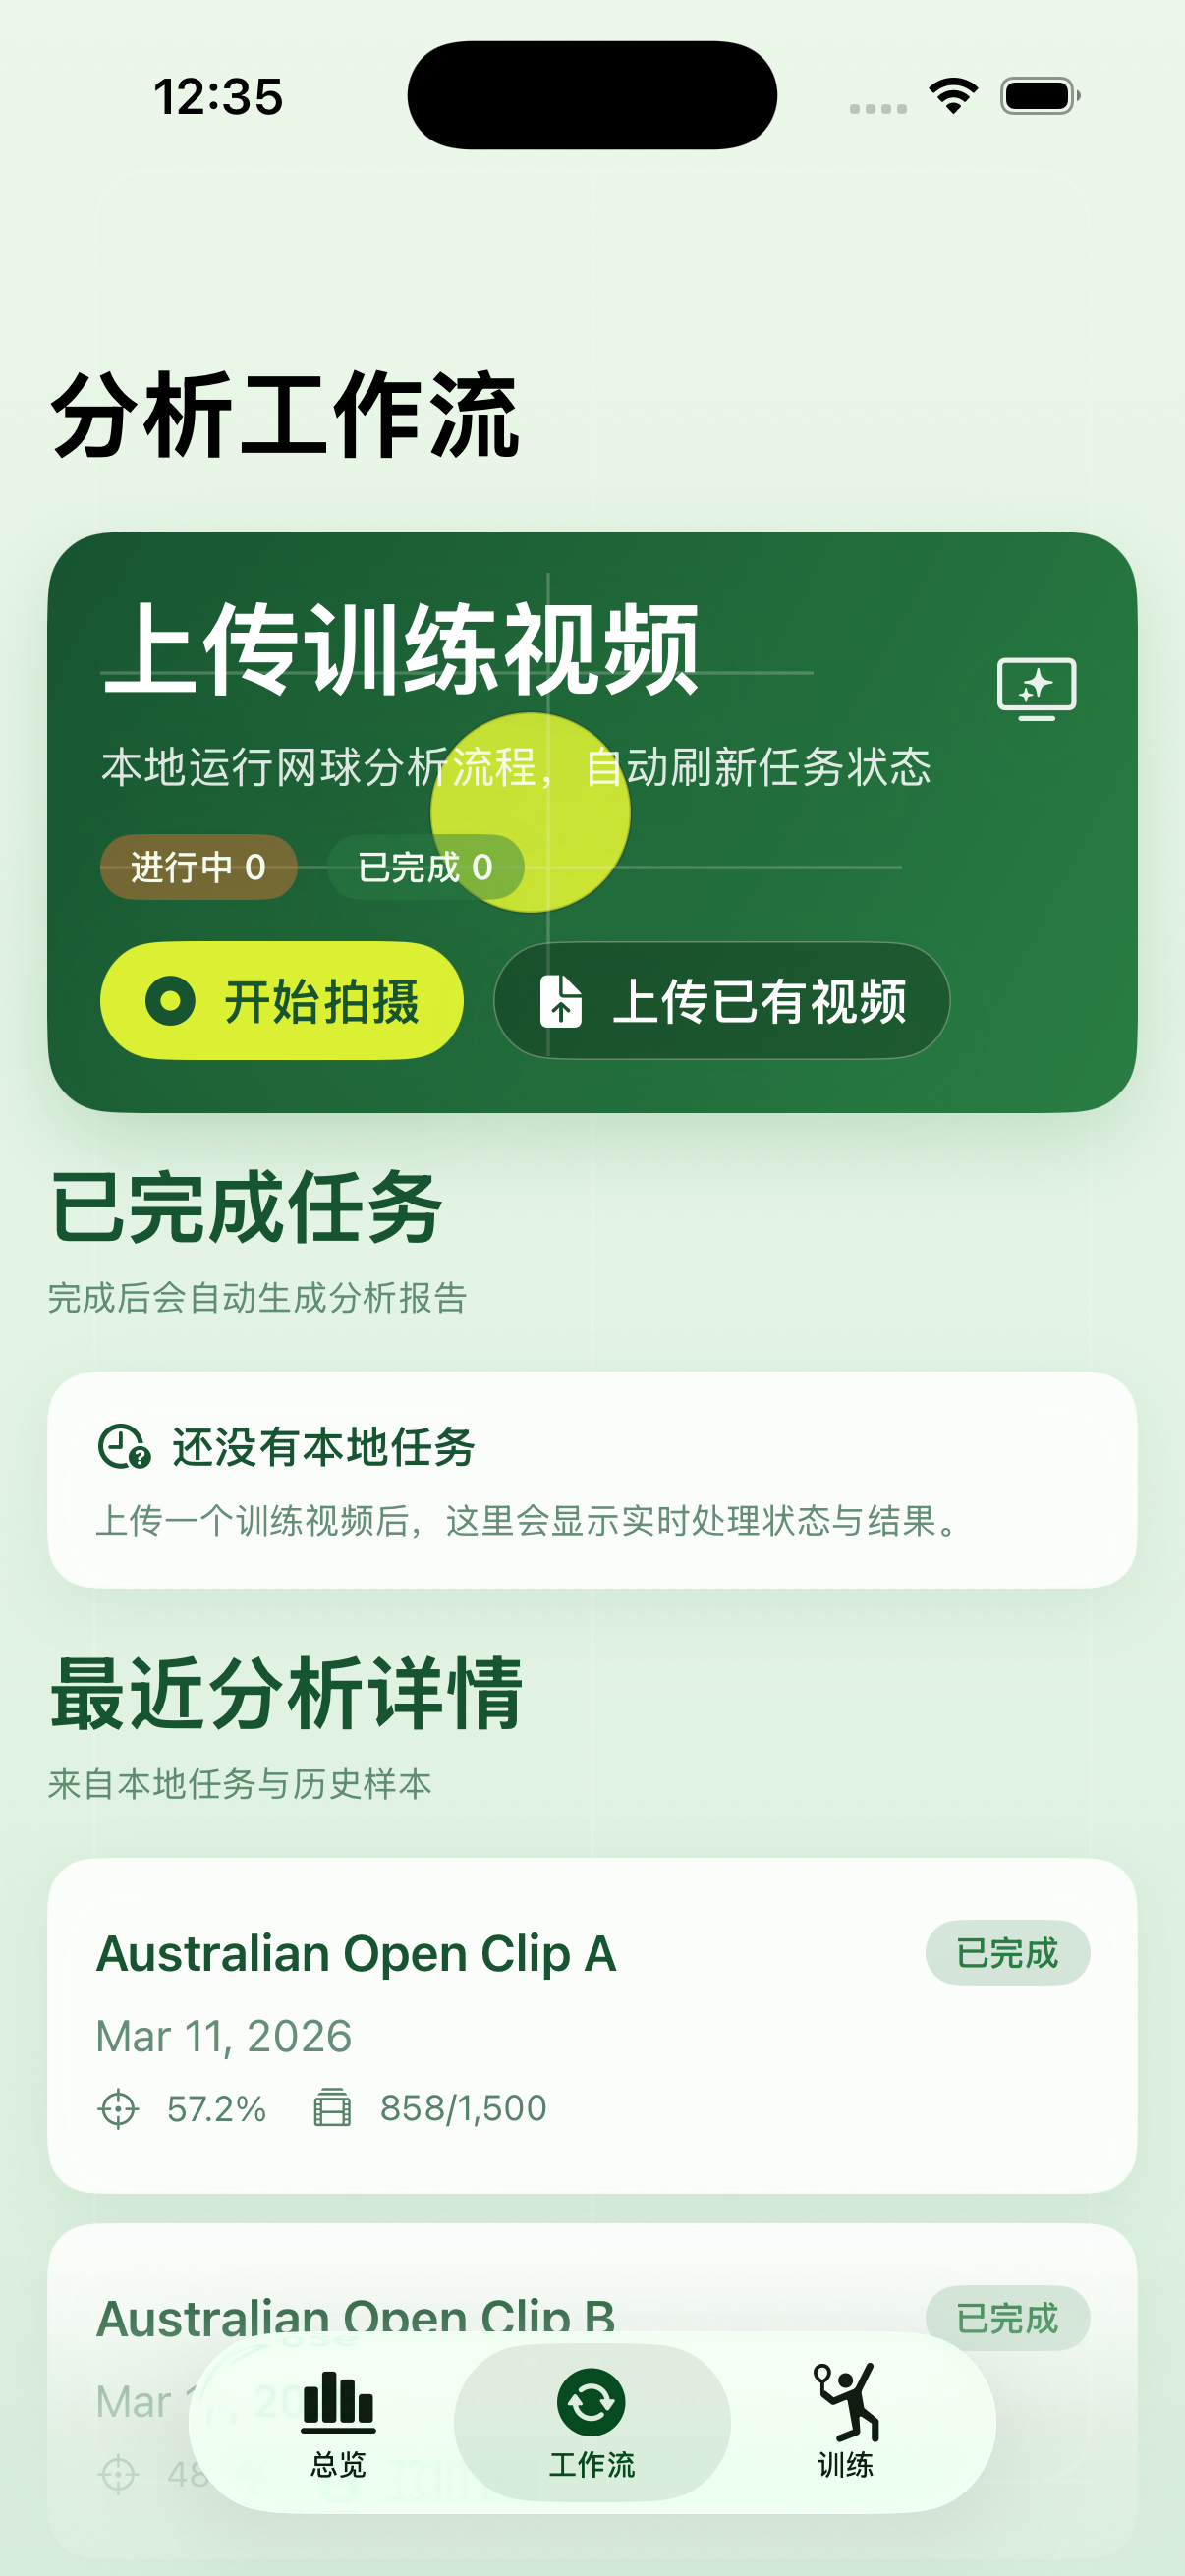 12:35
分析工作流
上传训练视频
本地运行网球分析流程，自动刷新任务状态
进行中 0
已完成 0
开始拍摄
上传已有视频
已完成任务
完成后会自动生成分析报告
还没有本地任务
上传一个训练视频后，这里会显示实时处理状态与结果。
最近分析详情
来自本地任务与历史样本
Australian Open Clip A
已完成
Mar 11, 2026
57.2%
858/1,500
Australian Open Clip B
已完成
Mar
总览
工作流
训练